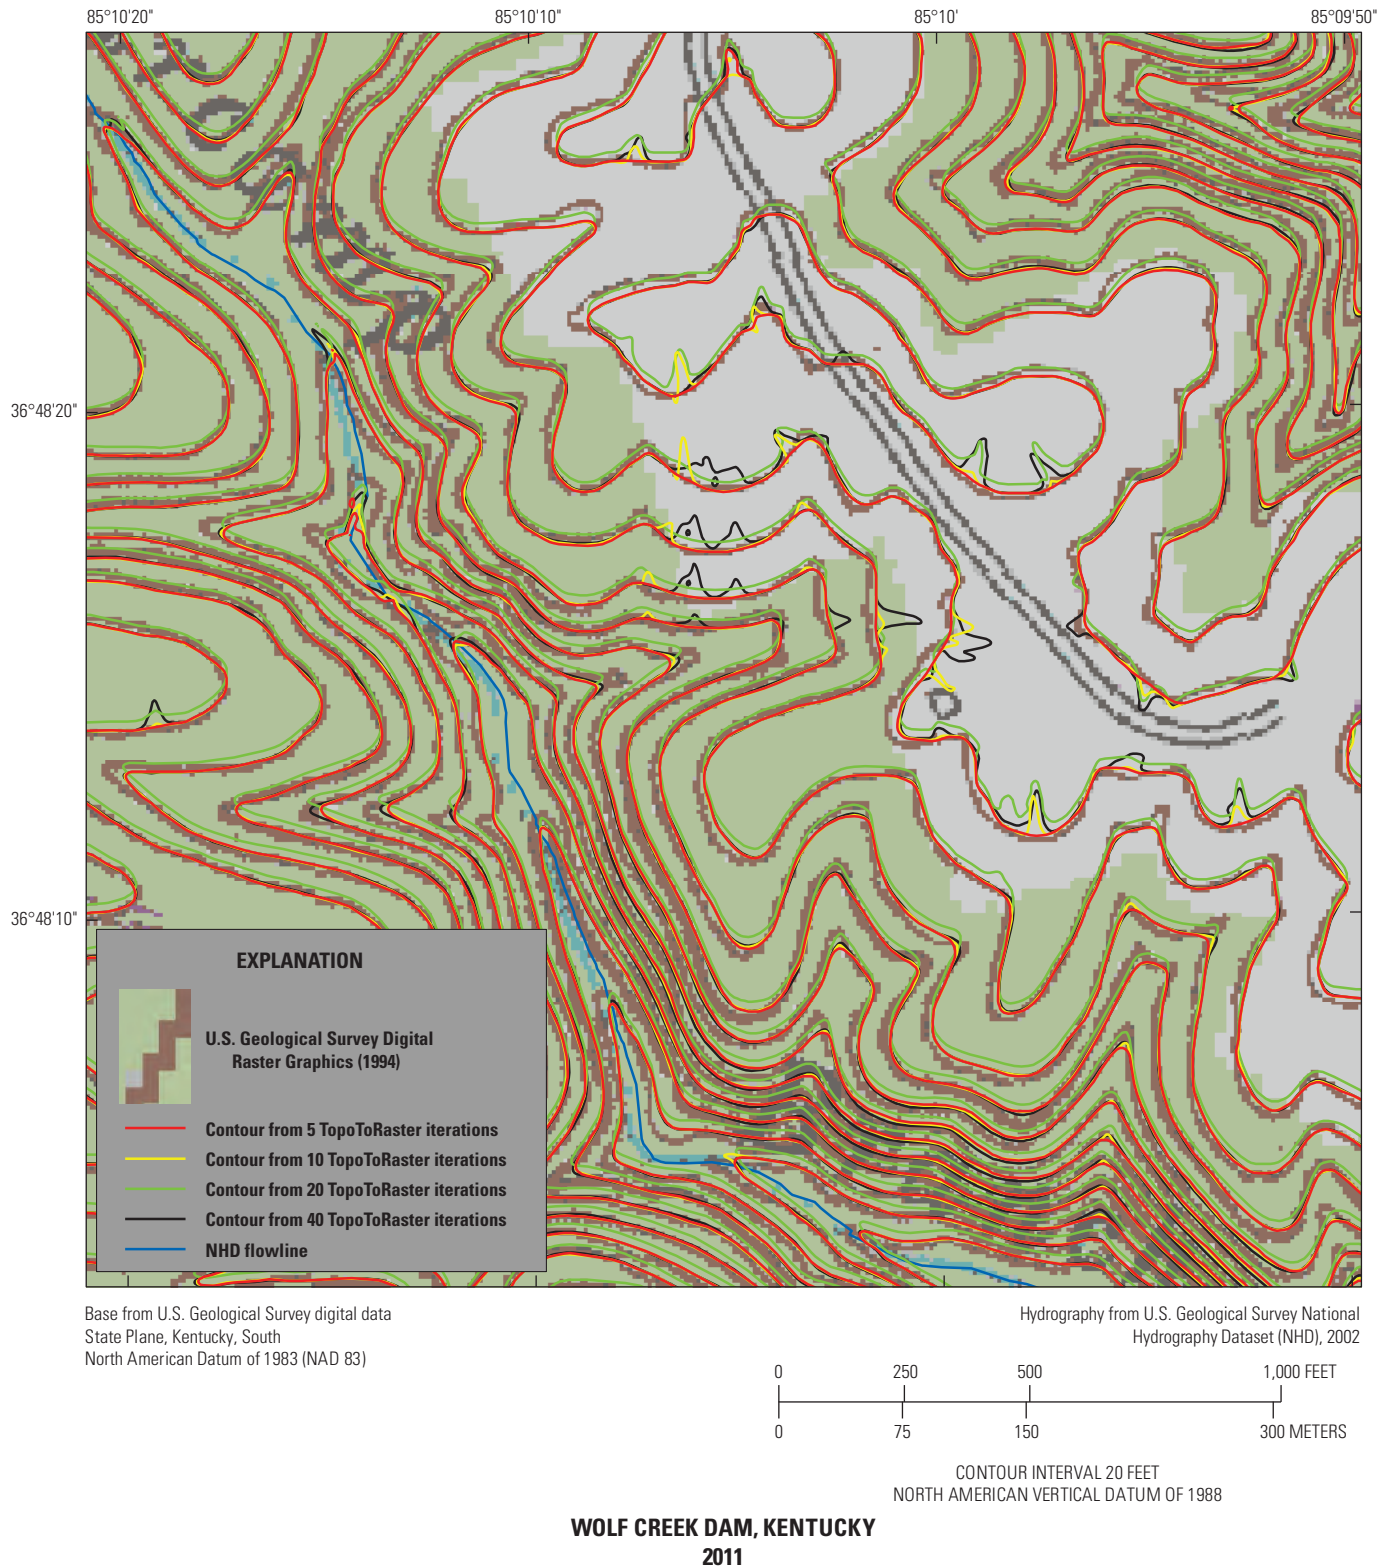 85°10'20"
85°10'10"
85°10'
85°09'50"
36°48'20"
36°48'10"
EXPLANATION
U.S. Geological Survey Digital
Raster Graphics (1994)
Contour from 5 TopoToRaster iterations
Contour from 10 TopoToRaster iterations
Contour from 20 TopoToRaster iterations
Contour from 40 TopoToRaster iterations
NHD flowline
Base from U.S. Geological Survey digital data
State Plane, Kentucky, South
North American Datum of 1983 (NAD 83)
Hydrography from U.S. Geological Survey National
Hydrography Dataset (NHD), 2002
0 250 500 1,000 FEET
0 75 150 300 METERS
CONTOUR INTERVAL 20 FEET
NORTH AMERICAN VERTICAL DATUM OF 1988
WOLF CREEK DAM, KENTUCKY
2011